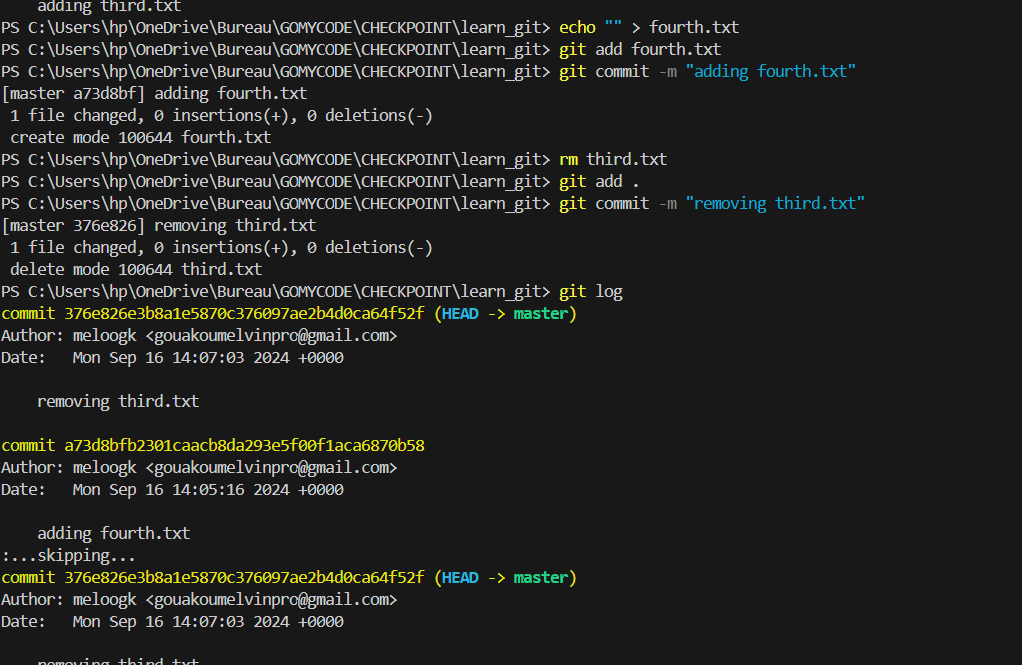 adding third.txt
PS C:\Users\hp\OneDrive\Bureau\GOMYCODE\CHECKPOINT\learn_git> echo "" > fourth.txt
PS C:\Users\hp\OneDrive\Bureau\GOMYCODE\CHECKPOINT\learn_git> git add fourth.txt
PS C:\Users\hp\OneDrive\Bureau\GOMYCODE\CHECKPOINT\learn_git> git commit -m "adding fourth.txt"
[master a73d8bf] adding fourth.txt
 1 file changed, 0 insertions(+), 0 deletions(-)
 create mode 100644 fourth.txt
PS C:\Users\hp\OneDrive\Bureau\GOMYCODE\CHECKPOINT\learn_git> rm third.txt
PS C:\Users\hp\OneDrive\Bureau\GOMYCODE\CHECKPOINT\learn_git> git add .
PS C:\Users\hp\OneDrive\Bureau\GOMYCODE\CHECKPOINT\learn_git> git commit -m "removing third.txt"
[master 376e826] removing third.txt
 1 file changed, 0 insertions(+), 0 deletions(-)
 delete mode 100644 third.txt
PS C:\Users\hp\OneDrive\Bureau\GOMYCODE\CHECKPOINT\learn_git> git log
commit 376e826e3b8a1e5870c376097ae2b4d0ca64f52f (HEAD -> master)
Author: meloogk <gouakoumelvinpro@gmail.com>
Date:   Mon Sep 16 14:07:03 2024 +0000

    removing third.txt

commit a73d8bfb2301caacb8da293e5f00f1aca6870b58
Author: meloogk <gouakoumelvinpro@gmail.com>
Date:   Mon Sep 16 14:05:16 2024 +0000

    adding fourth.txt
:...skipping...
commit 376e826e3b8a1e5870c376097ae2b4d0ca64f52f (HEAD -> master)
Author: meloogk <gouakoumelvinpro@gmail.com>
Date:   Mon Sep 16 14:07:03 2024 +0000

    removing third.txt